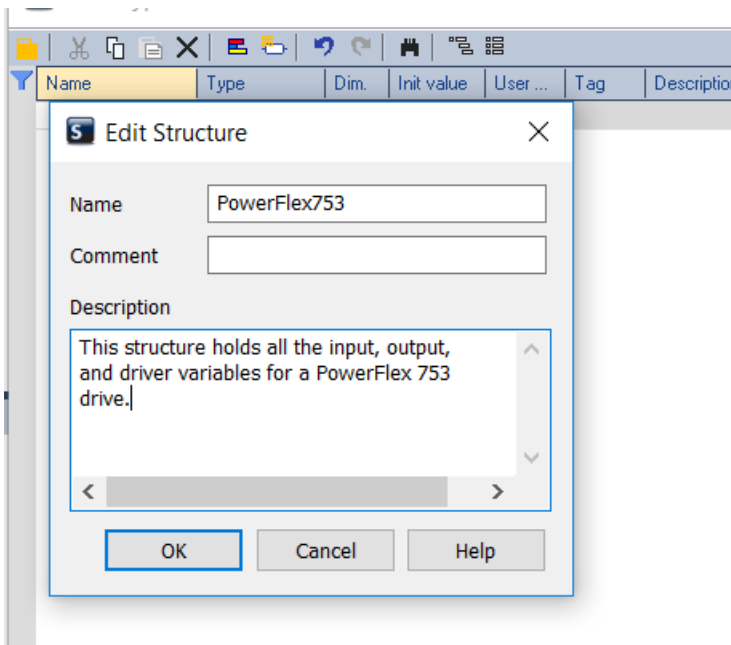 Name Type Dim. Init value User ... Tag Descriptio
S Edit Structure
Name PowerFlex753
Comment
Description
This structure holds all the input, output,
and driver variables for a PowerFlex 753
drive.
OK Cancel Help